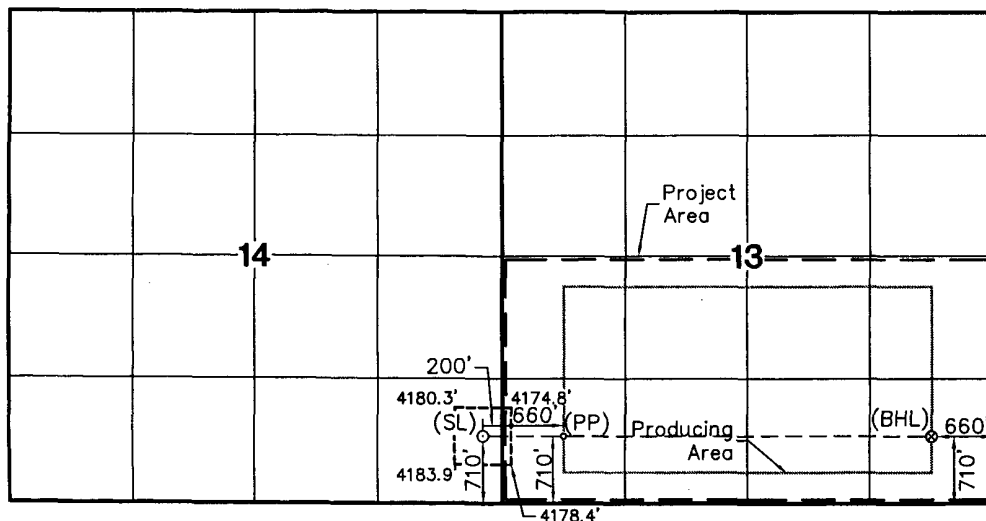 Project
Area
14
13
200'
4180.3'
4174.8'
660'
(SL)
(PP)
(BHL)
660'
Producing
Area
710'
710'
710'
4183.9'
4178.4'